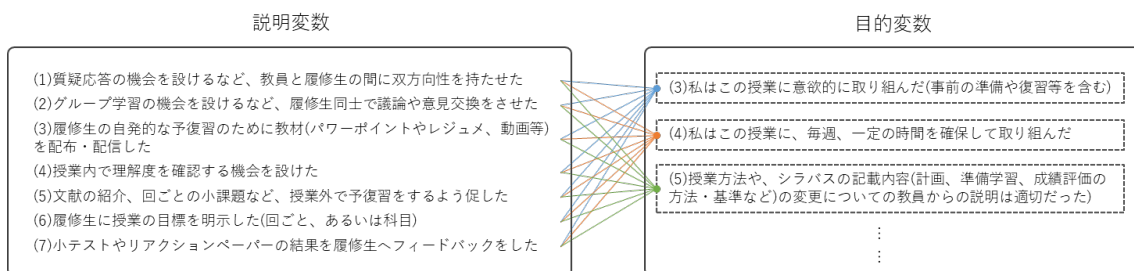 説明変数
目的変数
(1)質疑応答の機会を設けるなど、教員と履修生の間に双方向性を持たせた
(2)グループ学習の機会を設けるなど、履修生同士で議論や意見交換をさせた
(3)履修生の自発的な予復習のために教材(パワーポイントやレジュメ、動画等)
を配布・配信した
(4)授業内で理解度を確認する機会を設けた
(5)文献の紹介、回ごとの小課題など、授業外で予復習をするよう促した
(6)履修生に授業の目標を明示した(回ごと、あるいは科目)
(7)小テストやリアクションペーパーの結果を履修生へフィードバックをした
(3)私はこの授業に意欲的に取り組んだ(事前の準備や復習等を含む)
(4)私はこの授業に、毎週、一定の時間を確保して取り組んだ
(5)授業方法や、シラバスの記載内容(計画、準備学習、成績評価の
方法・基準など)の変更についての教員からの説明は適切だった)
⋮
⋮